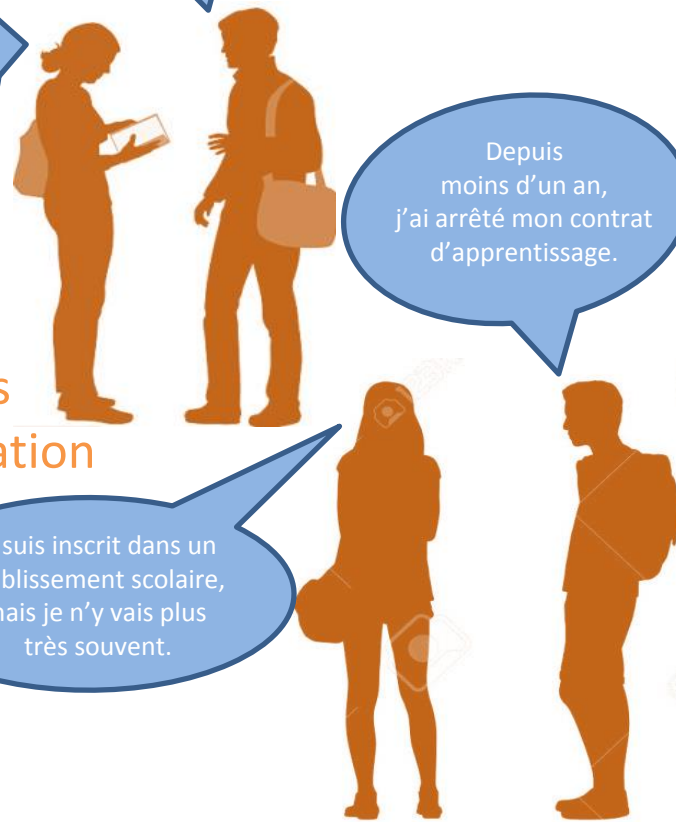 Depuis
moins d'un an,
j'ai arrêté mon contrat
d'apprentissage.
s
ation
suis inscrit dans un
blissement scolaire,
mais je n'y vais plus
très souvent.